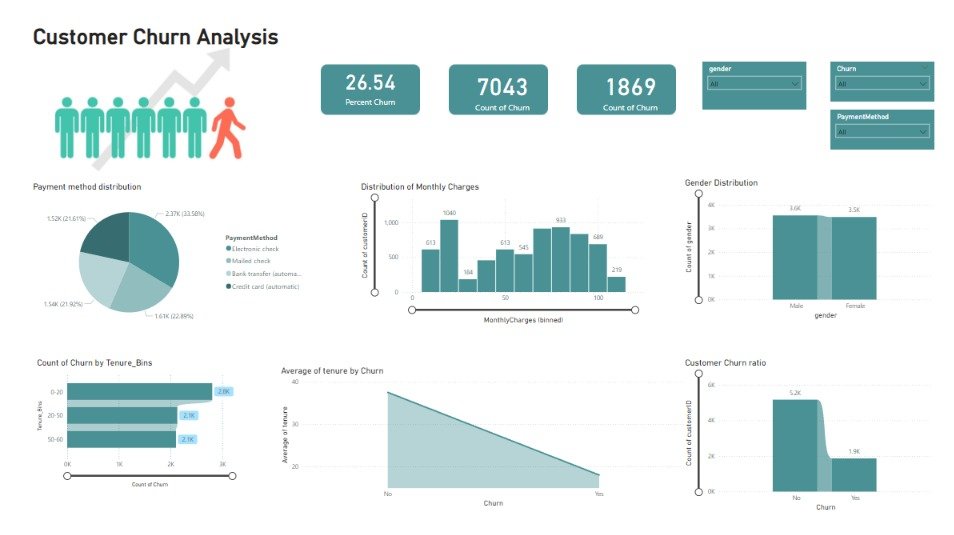 Customer Churn Analysis
26.54
Percent Churn
7043
Count of Churn
1869
Count of Churn
gender
All
Churn
All
PaymentMethod
All
Payment method distribution
2.37K (33.58%)
1.61K (22.89%)
1.54K (21.92%)
1.52K (21.61%)
PaymentMethod
Electronic check
Mailed check
Bank transfer (automa...
Credit card (automatic)
Distribution of Monthly Charges
Count of customerID
1,000
500
0
613
1040
184
613
545
933
689
219
0
50
100
MonthlyCharges (binned)
Gender Distribution
Count of gender
4K
3K
2K
1K
0K
3.6K
3.5K
Male
Female
gender
Count of Churn by Tenure_Bins
Tenure_Bins
0-20
20-50
2.1K
2.1K
0K
1K
2K
3K
Count of Churn
Average of tenure by Churn
Average of tenure
40
30
20
No
Yes
Churn
Customer Churn ratio
Count of customerID
6K
4K
2K
0K
5.2K
1.9K
No
Yes
Churn